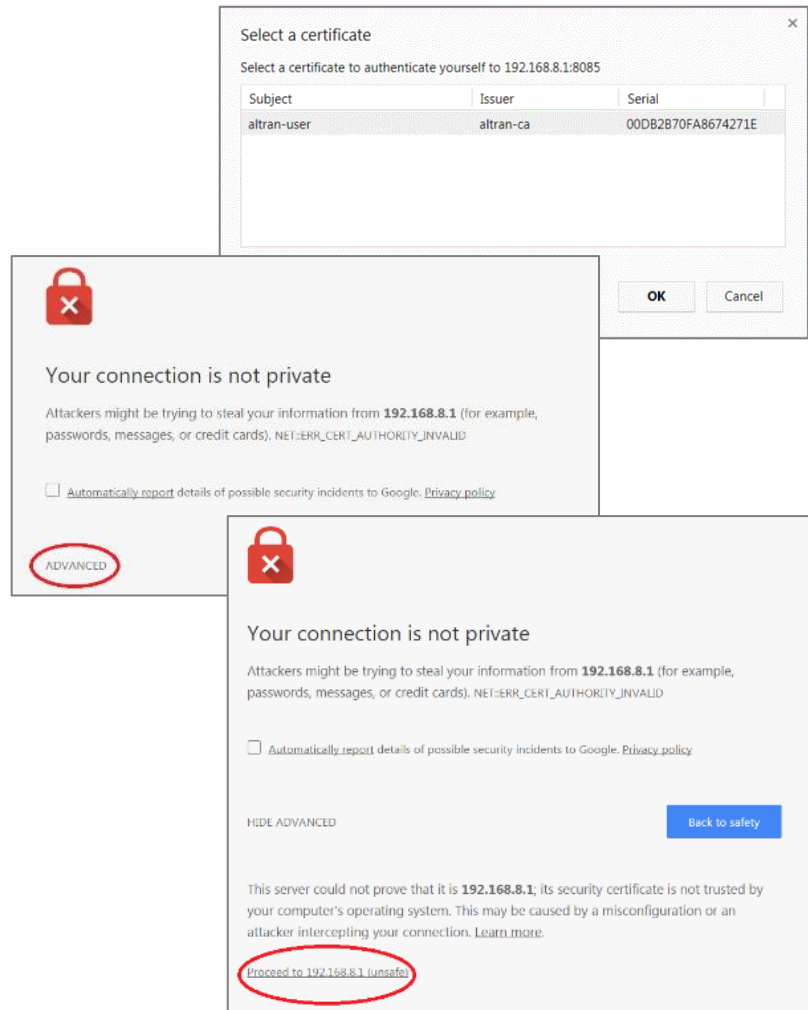 Select a certificate
Select a certificate to authenticate yourself to 192.168.8.1:8085
Subject Issuer Serial
altran-user altran-ca 00DB2B70FA8674271E
OK Cancel
Your connection is not private
Attackers might be trying to steal your information from 192.168.8.1 (for example,
passwords, messages, or credit cards). NET::ERR_CERT_AUTHORITY_INVALID
Automatically report details of possible security incidents to Google. Privacy policy
ADVANCED
Your connection is not private
Attackers might be trying to steal your information from 192.168.8.1 (for example,
passwords, messages, or credit cards). NET::ERR_CERT_AUTHORITY_INVALID
Automatically report details of possible security incidents to Google. Privacy policy
HIDE ADVANCED Back to safety
This server could not prove that it is 192.168.8.1; its security certificate is not trusted by
your computer's operating system. This may be caused by a misconfiguration or an
attacker intercepting your connection. Learn more.
Proceed to 192.168.8.1 (unsafe)